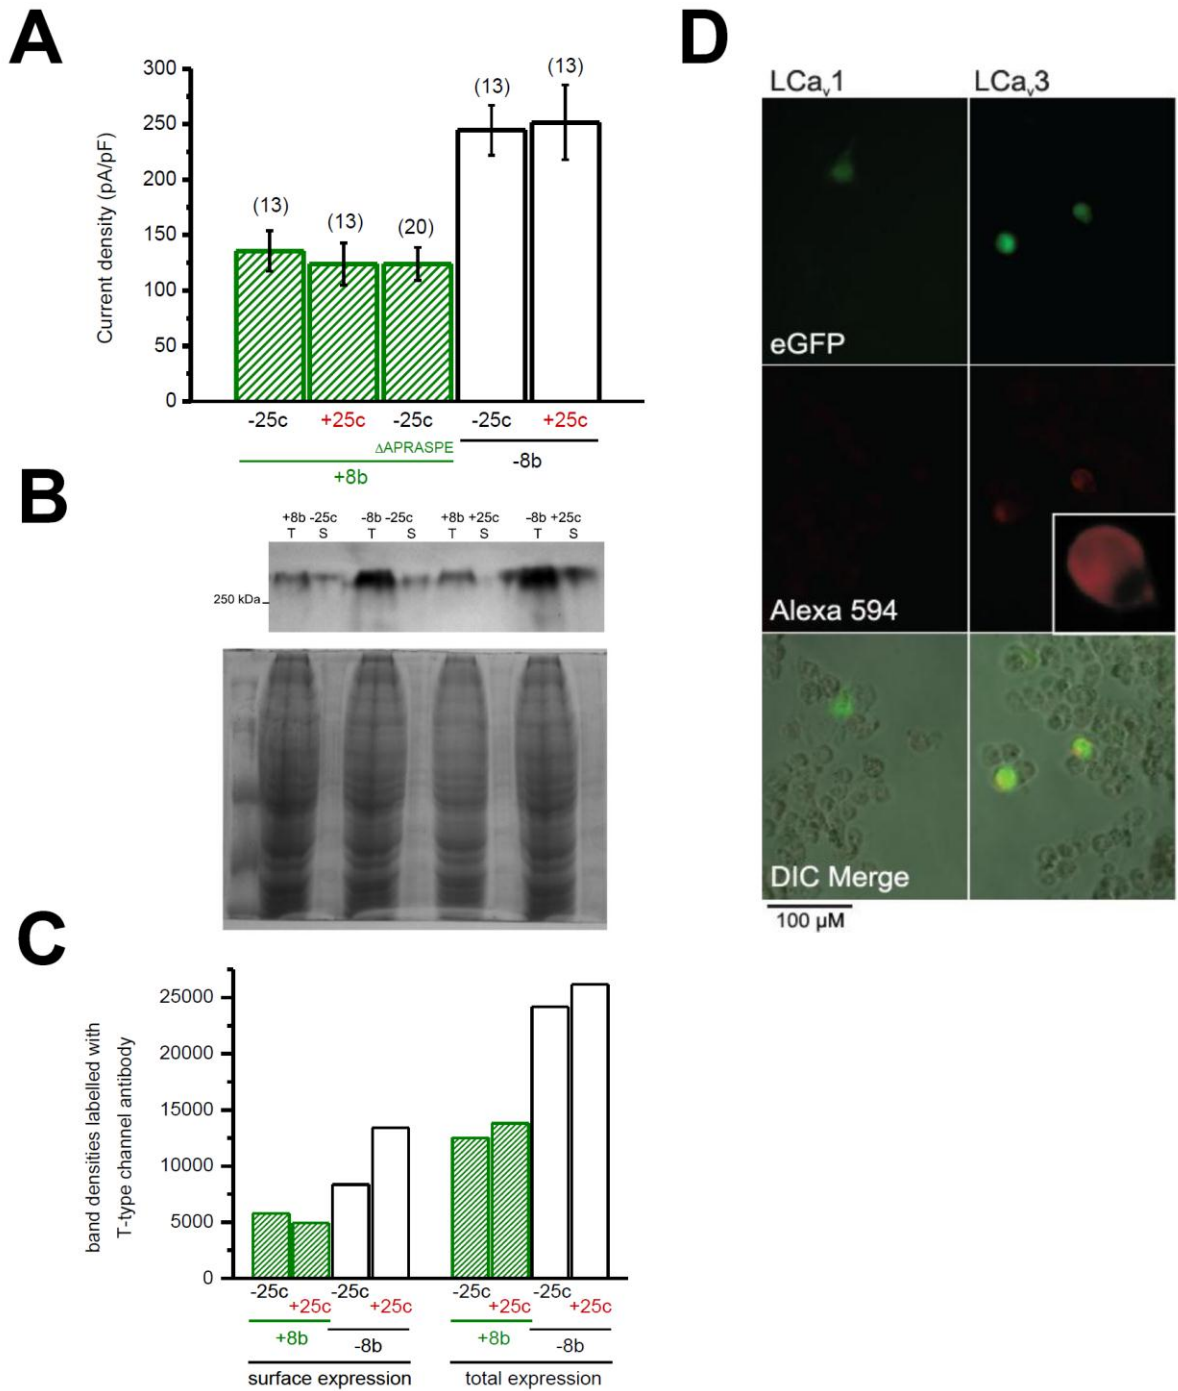 A
300
250
200
150
100
50
0
Current density (pA/pF)
(13)
(13)
(20)
(13)
(13)
-25c +25c -25c -25c +25c
ΔAPRASPE
+8b
-8b
B
+8b -25c -8b -25c +8b +25c -8b +25c
T S T S T S T S
250 kDa
C
25000
20000
15000
10000
5000
0
band densities labelled with
T-type channel antibody
-25c +25c -25c +25c -25c +25c -25c +25c
+8b -8b +8b -8b
surface expression total expression
D
LCav1 LCav3
eGFP
Alexa 594
DIC Merge
100 µM